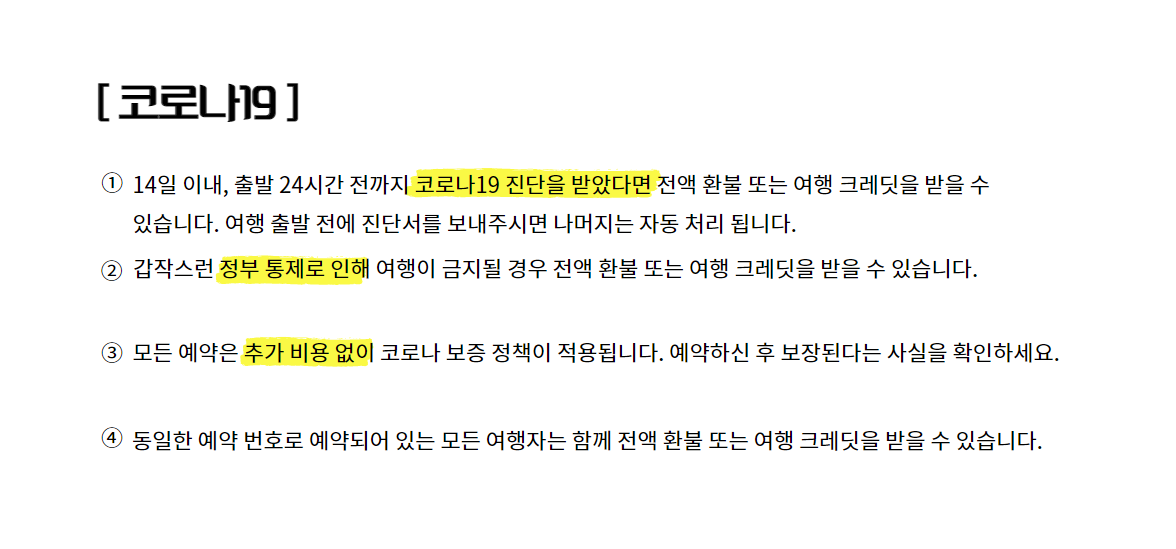 [ 코로나19 ]
① 14일 이내, 출발 24시간 전까지 코로나19 진단을 받았다면 전액 환불 또는 여행 크레딧을 받을 수
있습니다. 여행 출발 전에 진단서를 보내주시면 나머지는 자동 처리 됩니다.
② 갑작스런 정부 통제로 인해 여행이 금지될 경우 전액 환불 또는 여행 크레딧을 받을 수 있습니다.
③ 모든 예약은 추가 비용 없이 코로나 보증 정책이 적용됩니다. 예약하신 후 보장된다는 사실을 확인하세요.
④ 동일한 예약 번호로 예약되어 있는 모든 여행자는 함께 전액 환불 또는 여행 크레딧을 받을 수 있습니다.